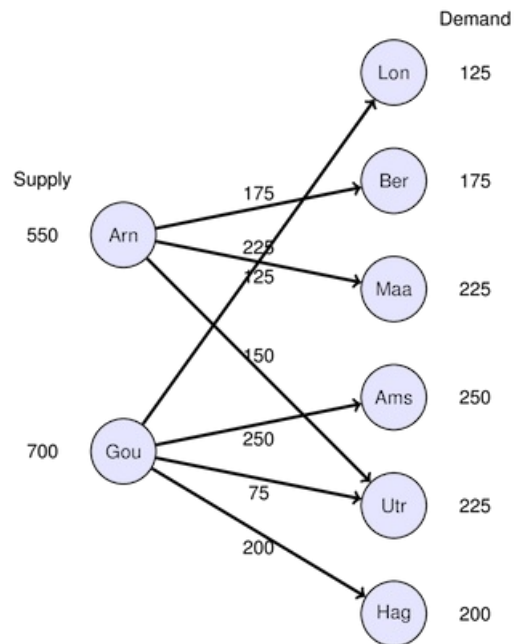 Demand
Lon 125
Supply
175
Ber 175
550 Arn
225
125
Maa 225
150
Ams 250
700 Gou
250
75
Utr 225
200
Hag 200